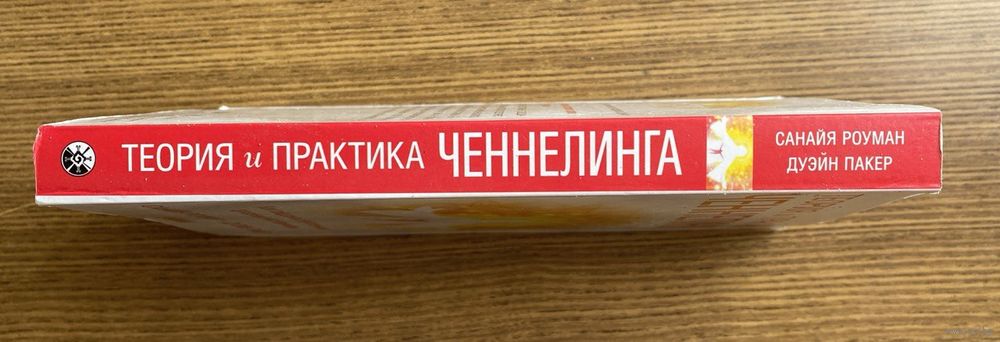 ТЕОРИЯ и ПРАКТИКА ЧЕННЕЛИНГА
САНАЙЯ РОУМАН
ДУЭЙН ПАКЕР